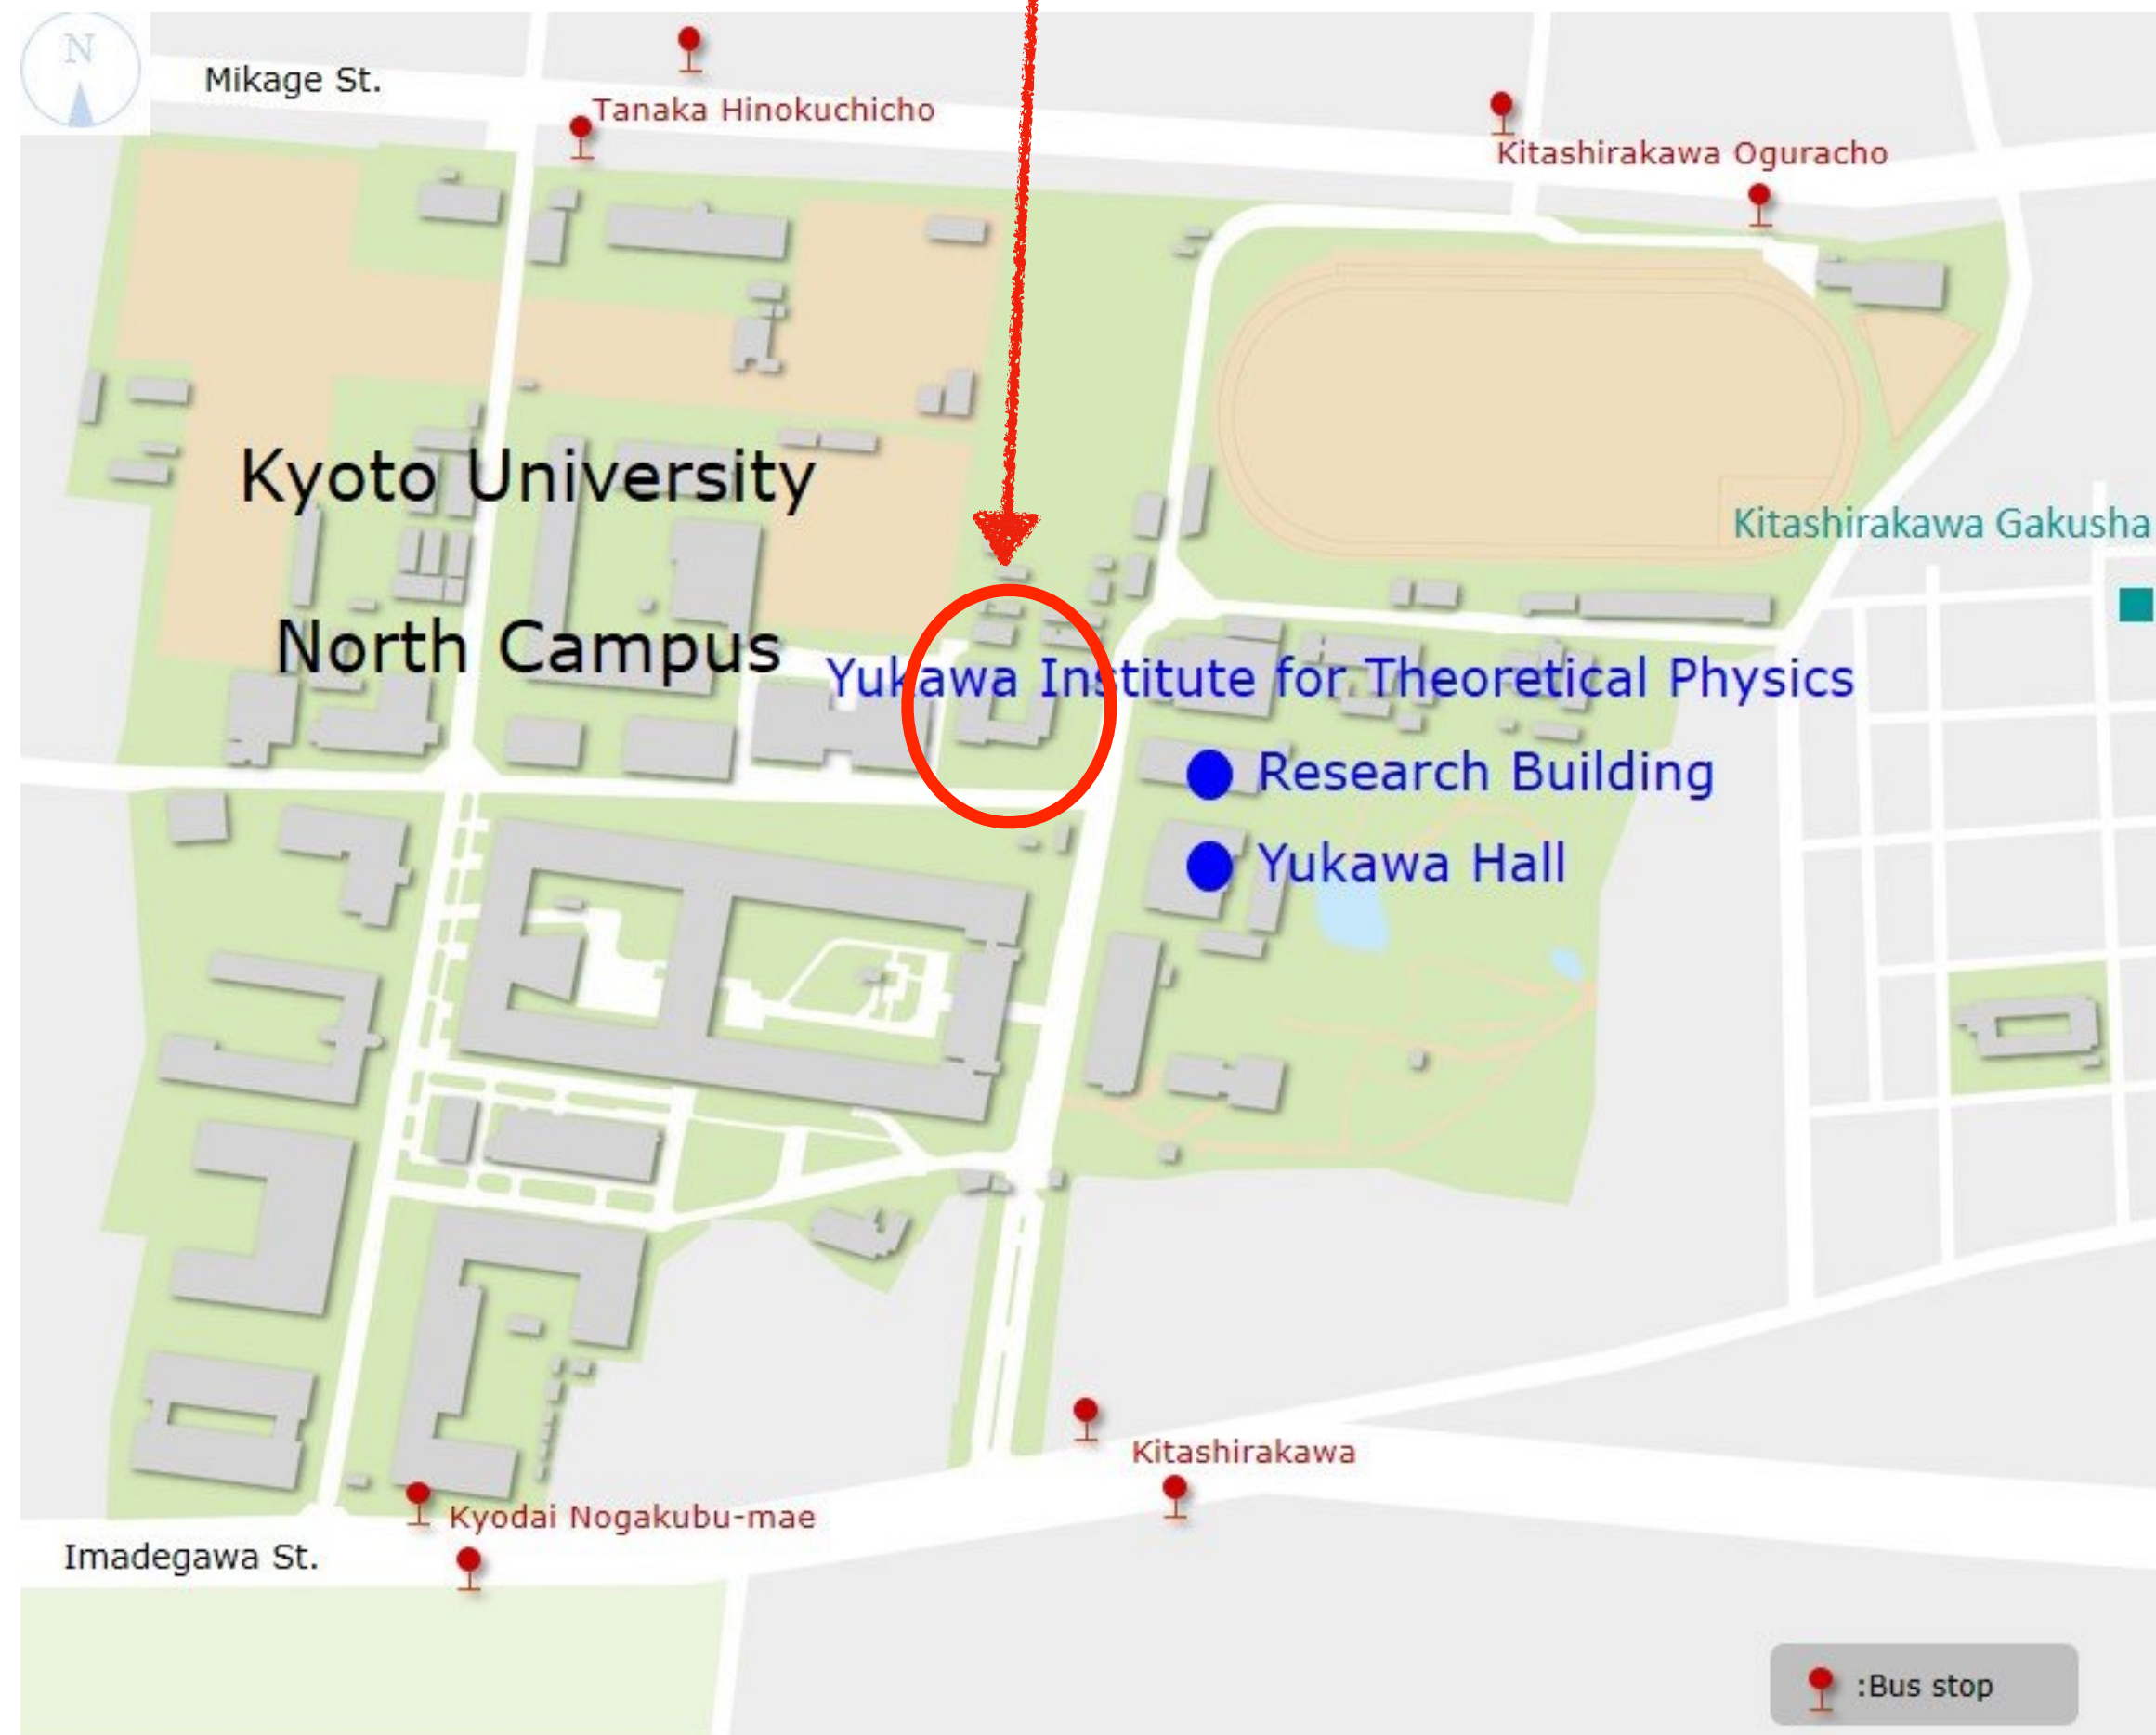 N
Mikage St.
Tanaka Hinokuchicho
Kitashirakawa Oguracho
Kyoto University
Kitashirakawa Gakusha
North Campus
Yukawa Institute for Theoretical Physics
Research Building
Yukawa Hall
Kitashirakawa
Kyodai Nogakubu-mae
Imadegawa St.
:Bus stop